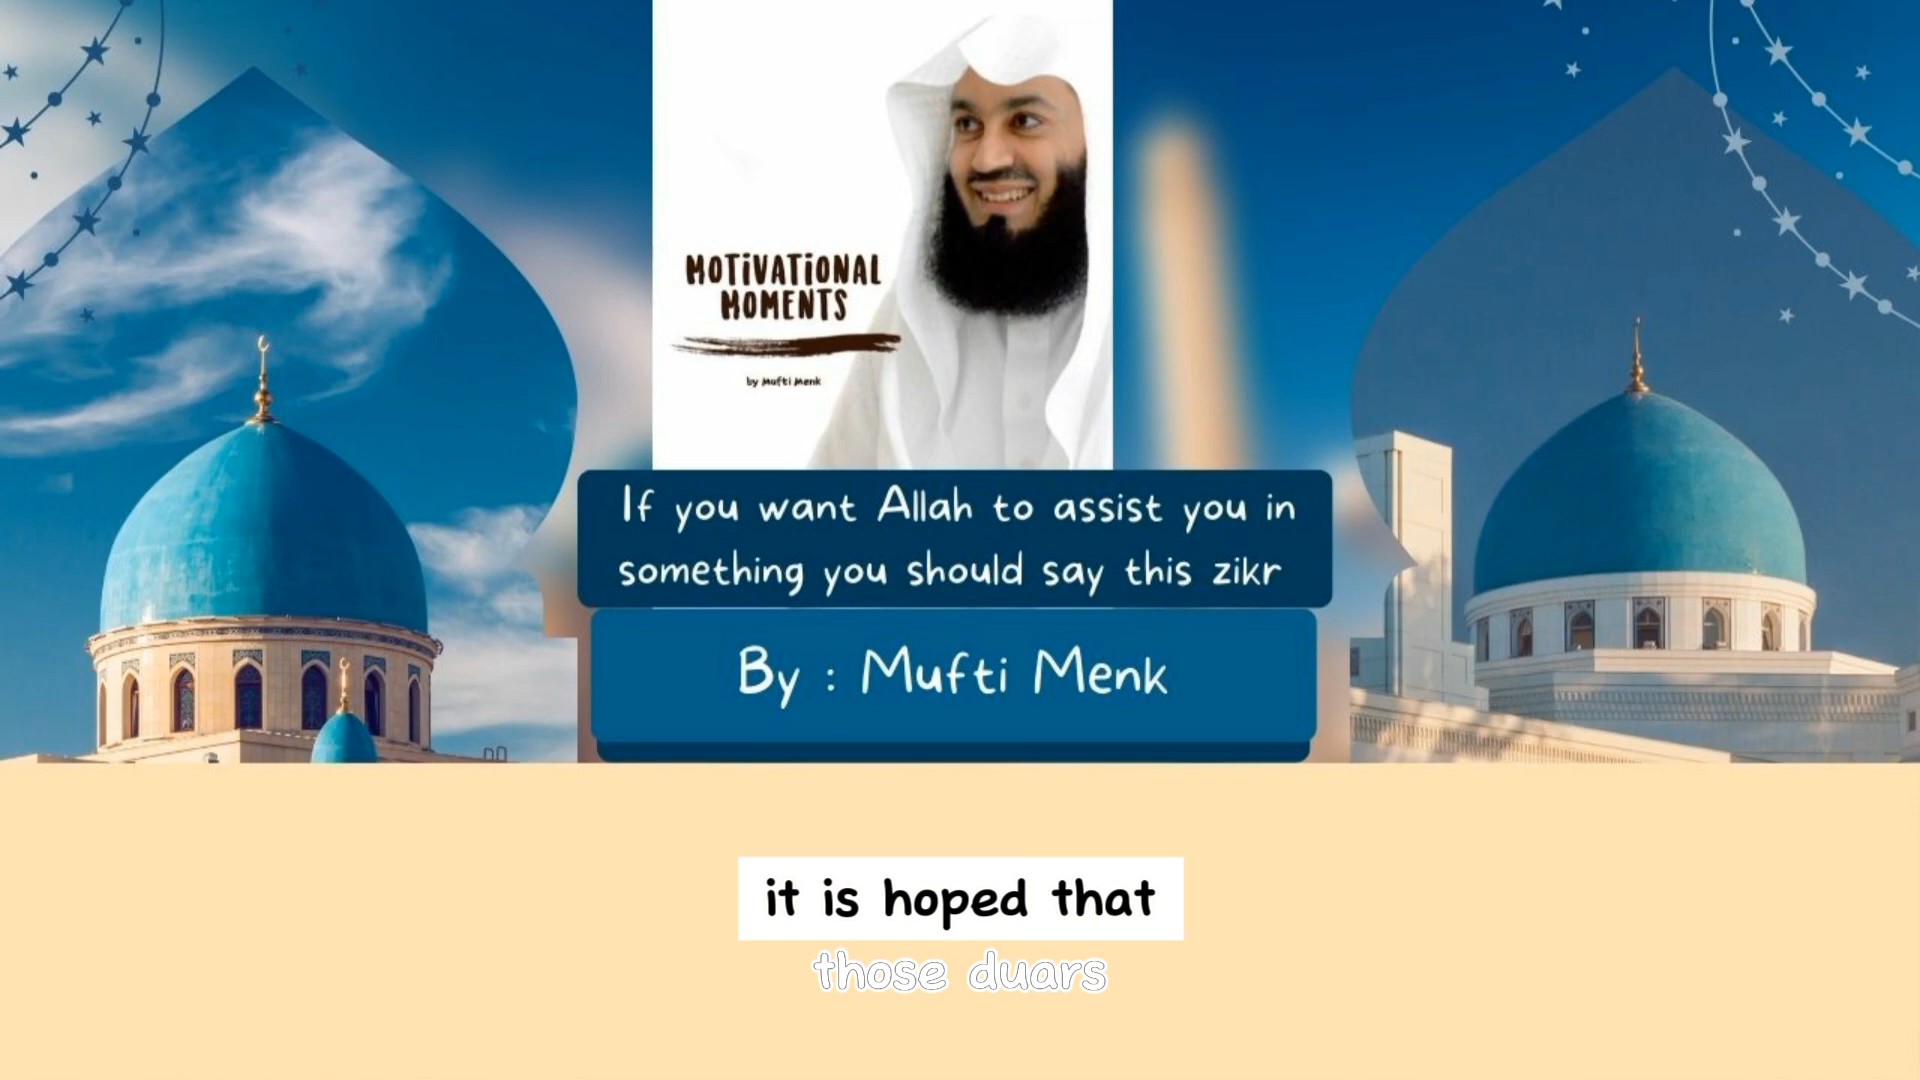 MOTIVATIONAL
MOMENTS
by Mufti Menk
If you want Allah to assist you in
something you should say this zikr
By : Mufti Menk
it is hoped that
those duars